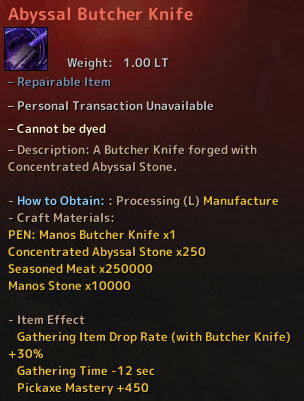 Abyssal Butcher Knife
Weight: 1.00 LT
– Repairable Item
– Personal Transaction Unavailable
– Cannot be dyed
– Description: A Butcher Knife forged with
Concentrated Abyssal Stone.
- How to Obtain: : Processing (L) Manufacture
- Craft Materials:
PEN: Manos Butcher Knife x1
Concentrated Abyssal Stone x250
Seasoned Meat x250000
Manos Stone x10000
- Item Effect
Gathering Item Drop Rate (with Butcher Knife)
+30%
Gathering Time -12 sec
Pickaxe Mastery +450